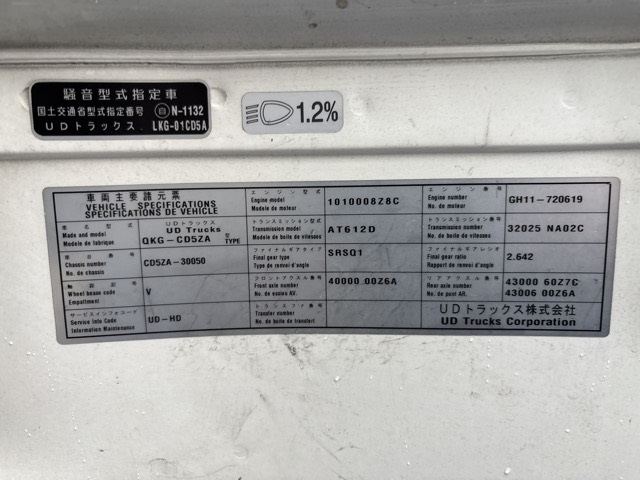 騒音型式指定車
国土交通省型式指定番号 自 N-1132
UDトラックス LKG-01CD5A
1.2%
車両主要諸元票
VEHICLE SPECIFICATIONS
SPECIFICATIONS DE VEHICLE
車名及び型式
Made and model
Modele de fabrique
UDトラックス
UD Trucks
QKG-CD5ZA 型 TYPE
車台番号
Chassis number
No. de chassis
CD5ZA-30050
Wheel bease code
Empattment
V
サービスインフォコード
Service Info Code
Information Maintenance
UD-HD
エンジン型式
Engine model
Modele de moteur
1010008Z8C
エンジン番号
Engine number
No. de moteur
GH11-720619
トランスミッション型式
Transmission model
Modele de boite de vitesses
AT612D
トランスミッション番号
Transmission number
No. de boite de vitesses
32025 NA02C
ファイナルギアタイプ
Final gear type
Type de renvoi d'angle
SRSQ1
ファイナルギアレシオ
Final gear ratio
Rapport de renvoi d'angle
2.642
フロントアクスル番号
Front axle number
No. de essieu AV.
40000 00Z6A
リアアクスル番号
Rear axle number
No. de pont AR.
43000 60Z7C
43006 00Z6A
トランスファ番号
Transfer number
No. de boite de transfert
UDトラックス株式会社
UD Trucks Corporation